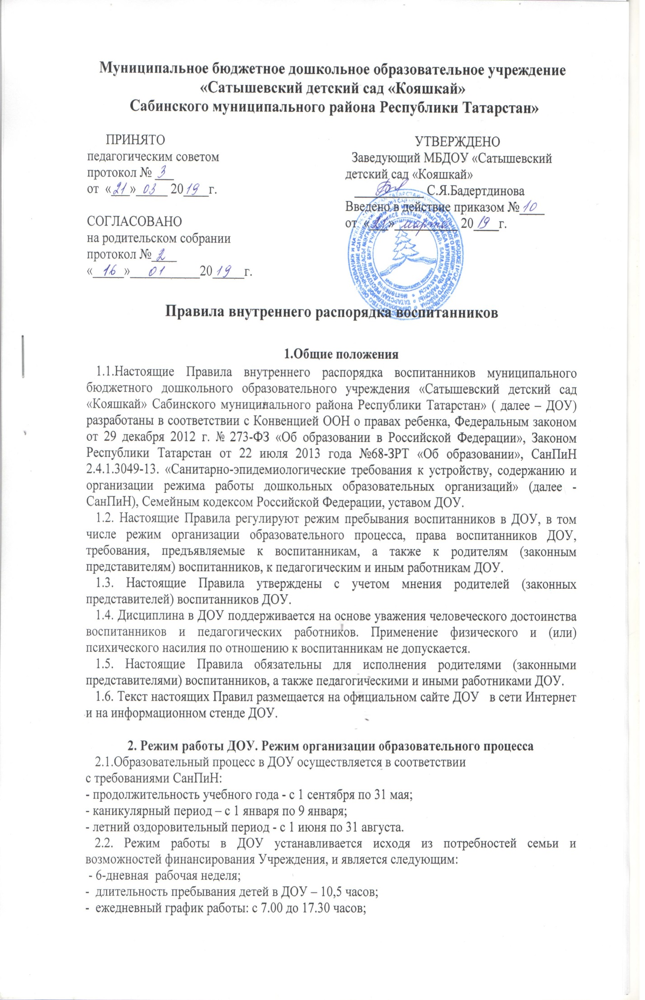 Муниципальное бюджетное дошкольное образовательное учреждение
«Сатышевский детский сад «Кояшкай»
Сабинского муниципального района Республики Татарстан»
ПРИНЯТО
педагогическим советом
протокол № 3
от «21» 03 2019 г.
СОГЛАСОВАНО
на родительском собрании
протокол № 2
«16» 01 2019 г.
УТВЕРЖДЕНО
Заведующий МБДОУ «Сатышевский
детский сад «Кояшкай»
С.Я.Бадертдинова
Введено в действие приказом № 10
от «21» марта 2019 г.
Правила внутреннего распорядка воспитанников
1.Общие положения
1.1.Настоящие Правила внутреннего распорядка воспитанников муниципального
бюджетного дошкольного образовательного учреждения «Сатышевский детский сад
«Кояшкай» Сабинского муниципального района Республики Татарстан» ( далее – ДОУ)
разработаны в соответствии с Конвенцией ООН о правах ребенка, Федеральным законом
от 29 декабря 2012 г. № 273-ФЗ «Об образовании в Российской Федерации», Законом
Республики Татарстан от 22 июля 2013 года №68-ЗРТ «Об образовании», СанПиН
2.4.1.3049-13. «Санитарно-эпидемиологические требования к устройству, содержанию и
организации режима работы дошкольных образовательных организаций» (далее -
СанПиН), Семейным кодексом Российской Федерации, уставом ДОУ.
1.2. Настоящие Правила регулируют режим пребывания воспитанников в ДОУ, в том
числе режим организации образовательного процесса, права воспитанников ДОУ,
требования, предъявляемые к воспитанникам, а также к родителям (законным
представителям) воспитанников, к педагогическим и иным работникам ДОУ.
1.3. Настоящие Правила утверждены с учетом мнения родителей (законных
представителей) воспитанников ДОУ.
1.4. Дисциплина в ДОУ поддерживается на основе уважения человеческого достоинства
воспитанников и педагогических работников. Применение физического и (или)
психического насилия по отношению к воспитанникам не допускается.
1.5. Настоящие Правила обязательны для исполнения родителями (законными
представителями) воспитанников, а также педагогическими и иными работниками ДОУ.
1.6. Текст настоящих Правил размещается на официальном сайте ДОУ в сети Интернет
и на информационном стенде ДОУ.
2. Режим работы ДОУ. Режим организации образовательного процесса
2.1.Образовательный процесс в ДОУ осуществляется в соответствии
с требованиями СанПиН:
- продолжительность учебного года - с 1 сентября по 31 мая;
- каникулярный период – с 1 января по 9 января;
- летний оздоровительный период - с 1 июня по 31 августа.
2.2. Режим работы в ДОУ устанавливается исходя из потребностей семьи и
возможностей финансирования Учреждения, и является следующим:
- 6-дневная рабочая неделя;
- длительность пребывания детей в ДОУ – 10,5 часов;
- ежедневный график работы: с 7.00 до 17.30 часов;